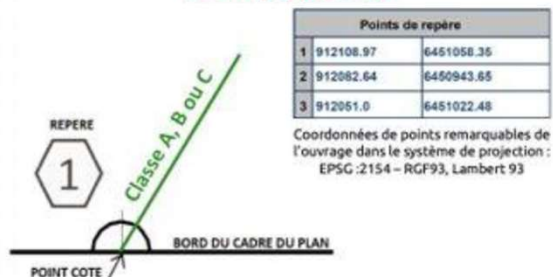 Points de repère
1 912108.97 6451058.35
2 912082.64 6450943.65
3 912051.0 6451022.48
Coordonnées de points remarquables de
l'ouvrage dans le système de projection :
EPSG :2154 – RGF93, Lambert 93
REPERE
1
Classe A, B ou C
BORD DU CADRE DU PLAN
POINT COTE